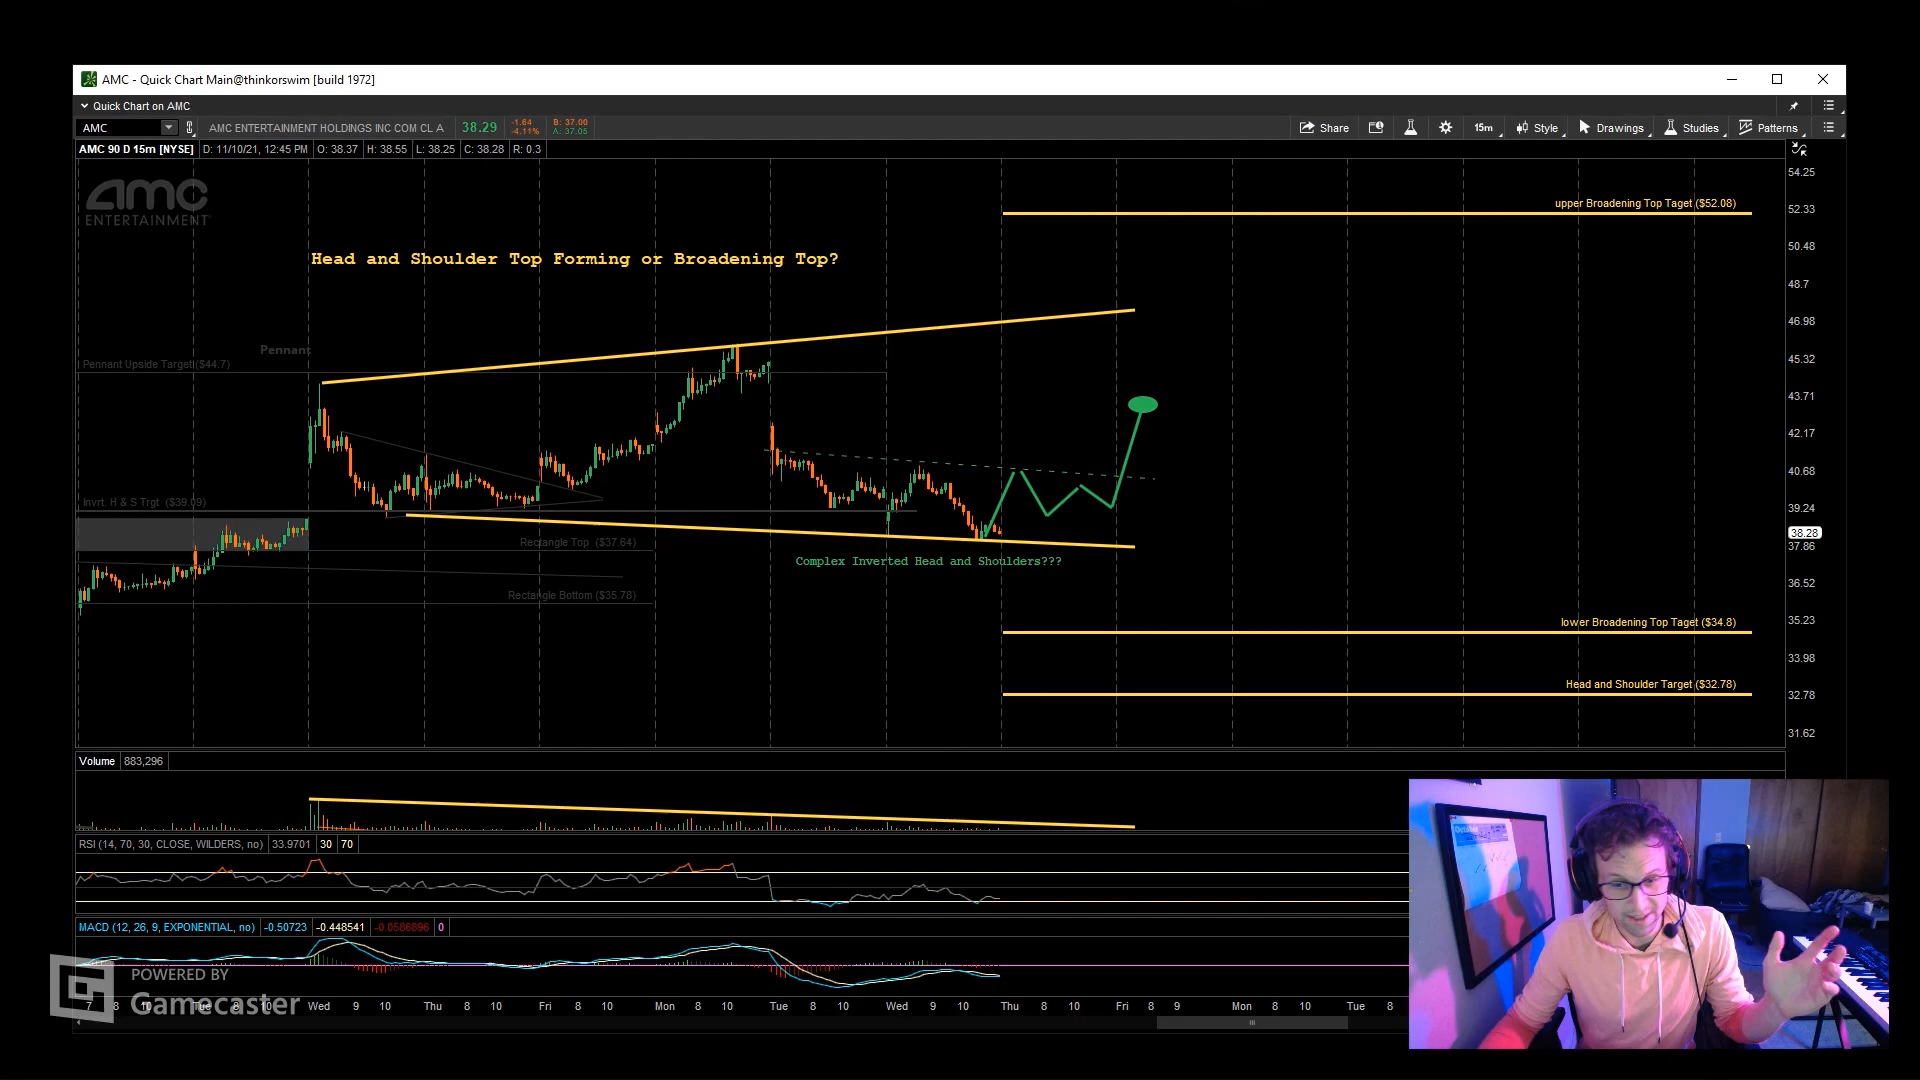 AMC - Quick Chart Main@thinkorswim [build 1972]
Quick Chart on AMC
AMC AMC ENTERTAINMENT HOLDINGS INC COM CL A 38.29 -1.64 -4.11% B: 37.00 A: 37.05 Share 15m Style Drawings Studies Patterns
AMC 90 D 15m [NYSE] D: 11/10/21, 12:45 PM O: 38.37 H: 38.55 L: 38.25 C: 38.28 R: 0.3
amc
ENTERTAINMENT
54.25
upper Broadening Top Taget ($52.08)
52.33
50.48
Head and Shoulder Top Forming or Broadening Top?
48.7
46.98
Pennant
45.32
Pennant Upside Target ($44.7)
43.71
42.17
40.68
Invrt. H & S Trgt ($39.09)
39.24
38.28
Rectangle Top ($37.64)
37.86
Complex Inverted Head and Shoulders???
36.52
Rectangle Bottom ($35.78)
35.23
lower Broadening Top Taget ($34.8)
33.98
Head and Shoulder Target ($32.78)
32.78
31.62
Volume 883,296
RSI (14, 70, 30, CLOSE, WILDERS, no) 33.9701 30 70
MACD (12, 26, 9, EXPONENTIAL, no) -0.50723 -0.448541 -0.0586896 0
POWERED BY
Gamecaster
7 8 10 Tue 8 10 Wed 9 10 Thu 8 10 Fri 8 10 Mon 8 10 Tue 8 10 Wed 9 10 Thu 8 10 Fri 8 9 Mon 8 10 Tue 8